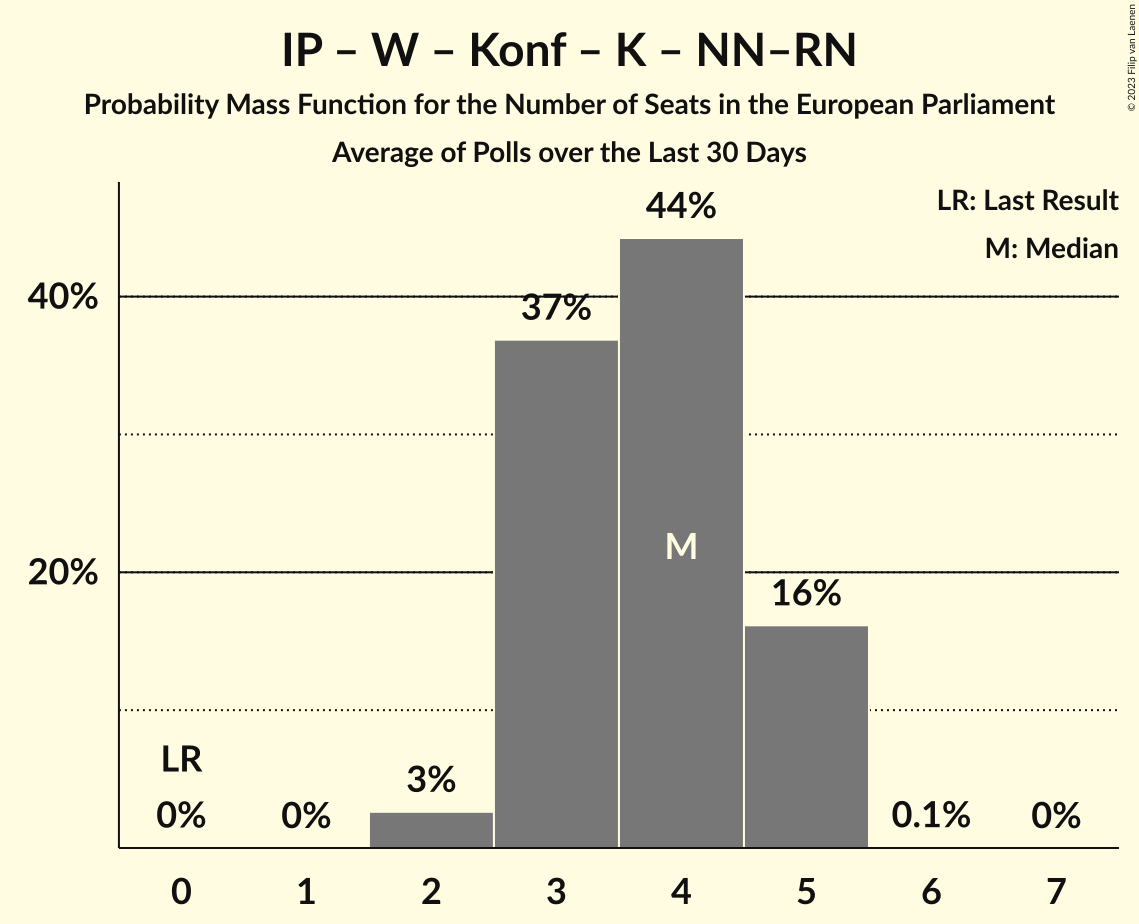 IP – W – Konf – K – NN–RN
Probability Mass Function for the Number of Seats in the European Parliament
Average of Polls over the Last 30 Days
© 2023 Filip van Laenen
LR: Last Result
M: Median
44%
40%
37%
M
20%
16%
LR
3%
0%
0%
0.1%
0%
0 1 2 3 4 5 6 7